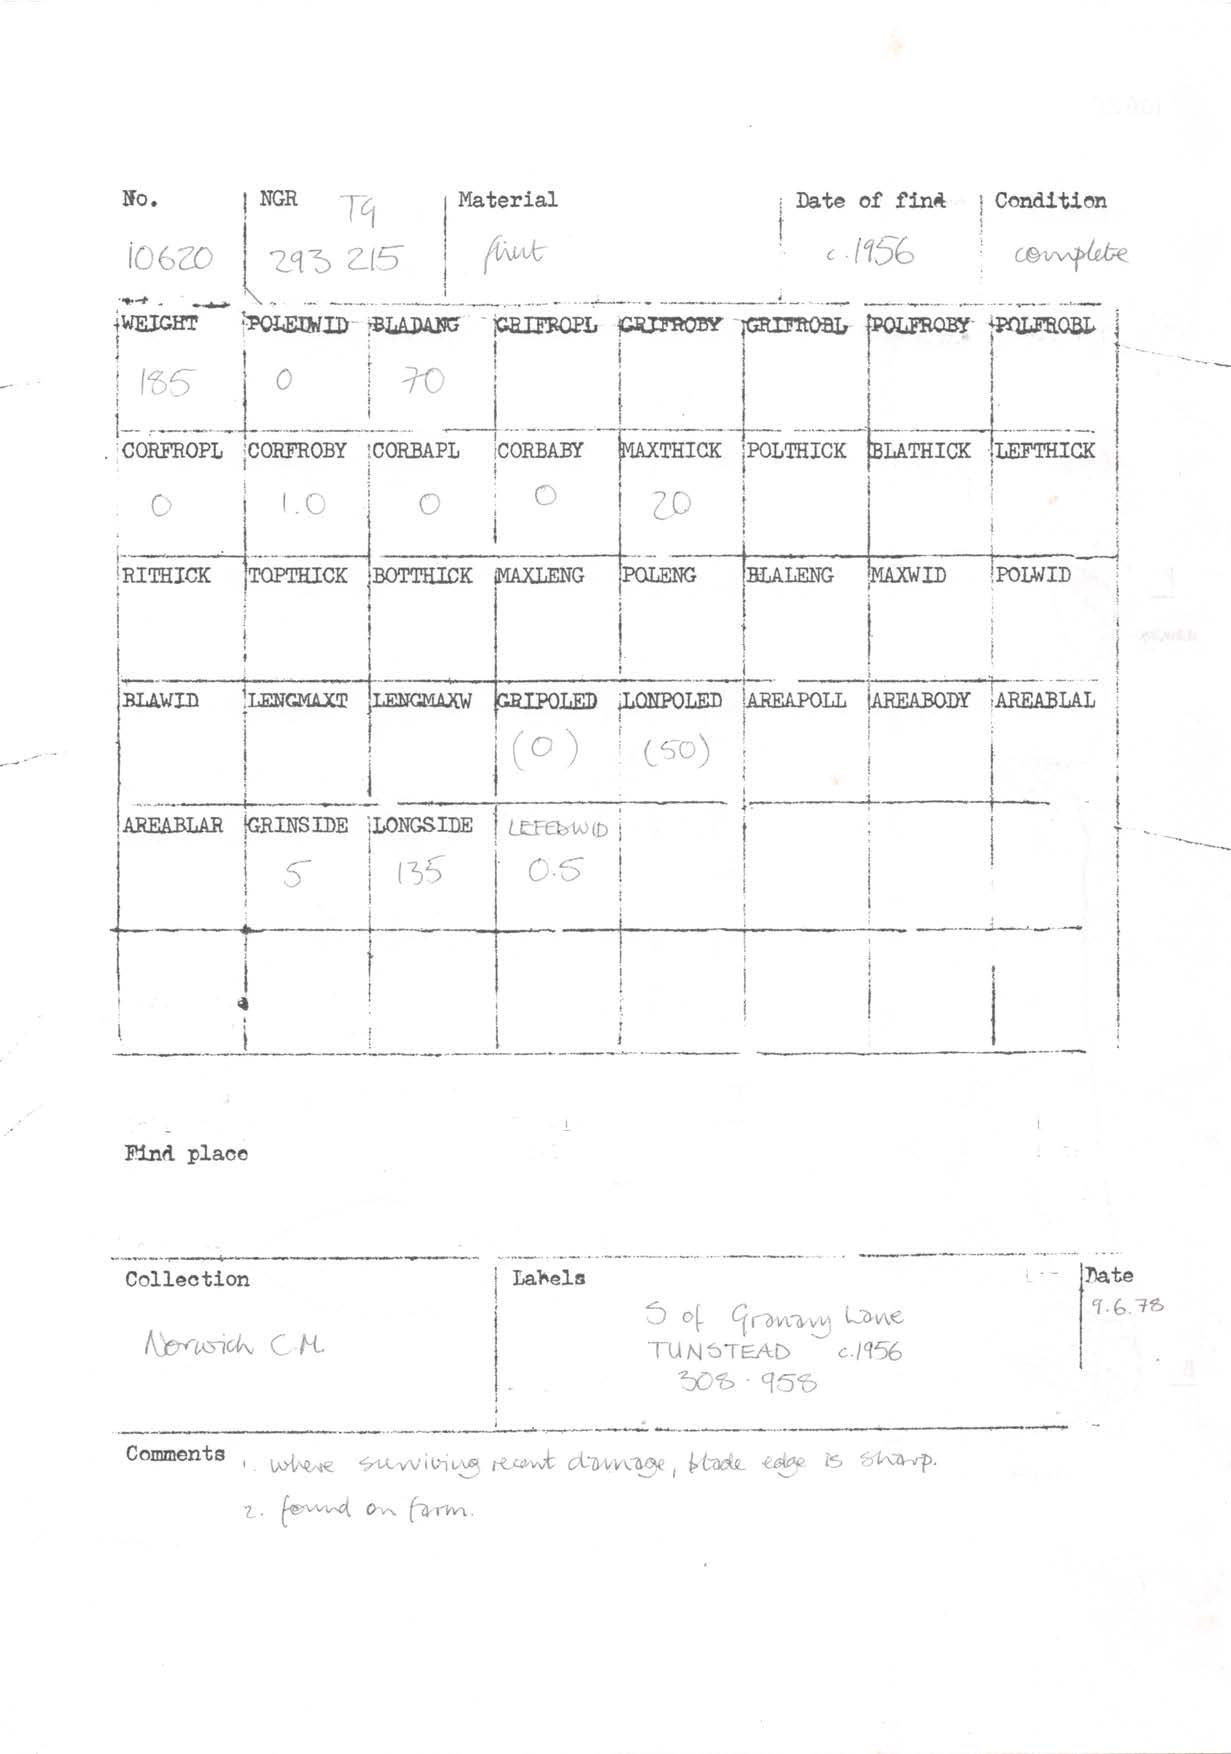 No. NGR TG Material Date of find Condition
10620 293 215 flint c.1956 complete
WEIGHT POLEDWID BLADANG GRIFROPL GRIFROBY GRIFROBL POLFROBY POLFROBL
185 0 70
CORFROPL CORFROBY CORBAPL CORBABY MAXTHICK POLTHICK BLATHICK LEFTHICK
0 1.0 0 0 20
RITHICK TOPTHICK BOTTHICK MAXLENG POLENG BLALENG MAXWID POLWID
BLAWID LENGMAXT LENGMAXW GRIPOLED LONPOLED AREAPOLL AREABODY AREABLAL
(0) (50)
AREABLAR GRINSIDE LONGSIDE LEFEDWID
5 135 0.5
Find place
Collection Labels Date
S of Granary Lane 9.6.78
Norwich C.M. TUNSTEAD c.1956
308.958
Comments 1. where surviving recent damage, blade edge is sharp.
2. found on farm.